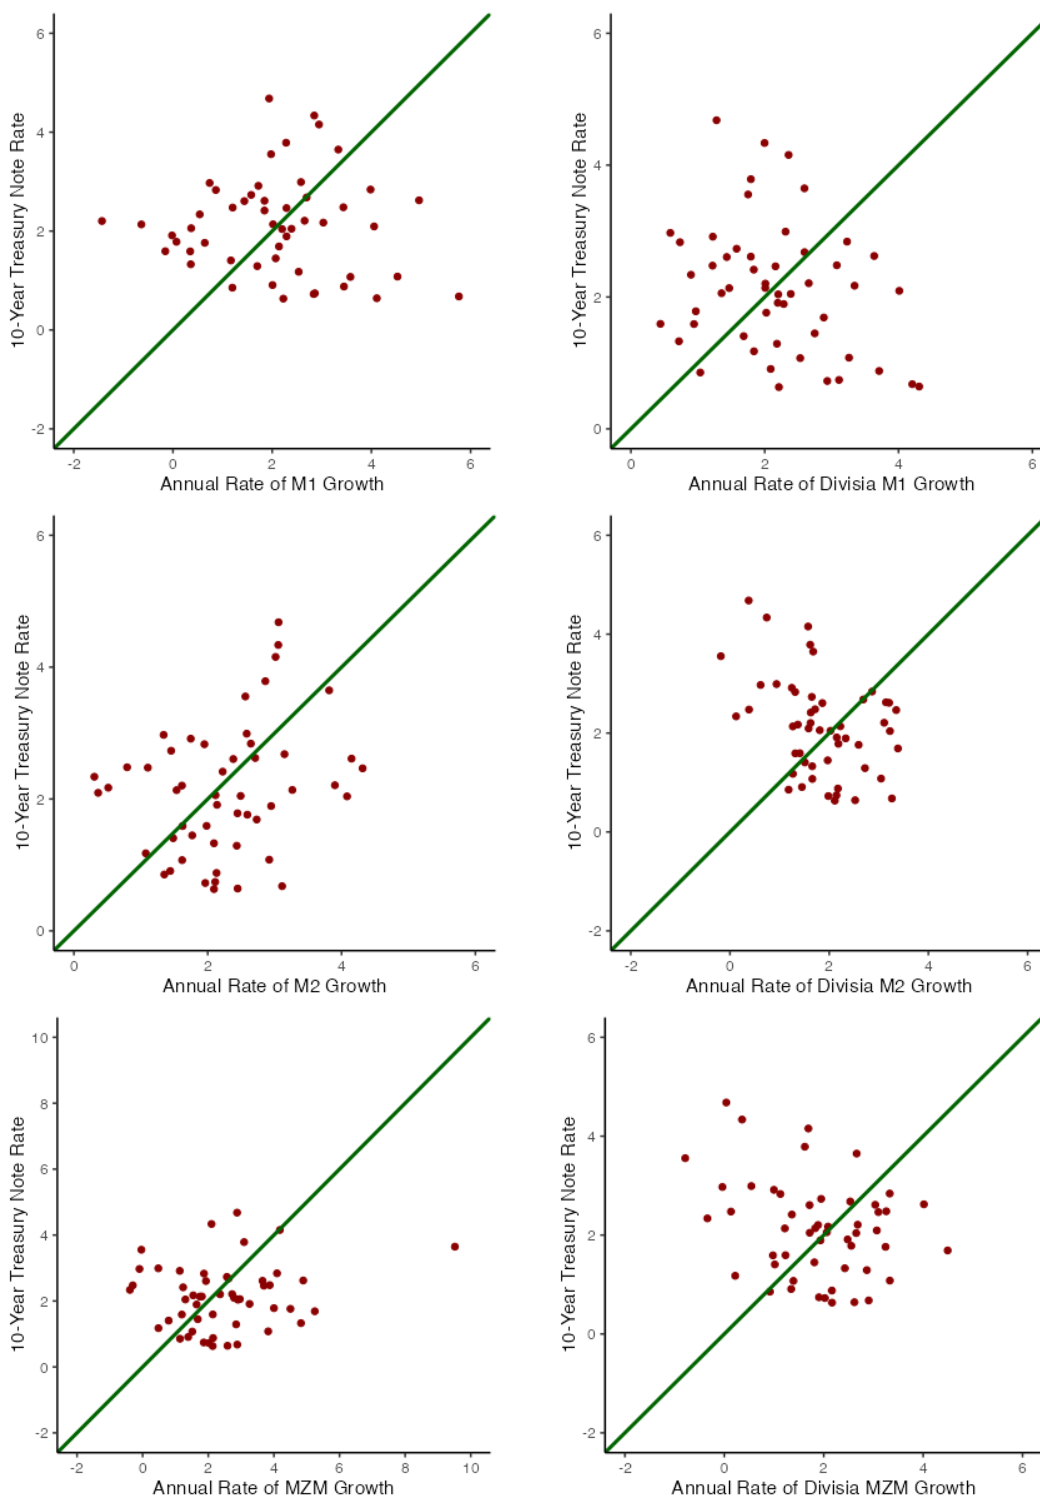 6
4
2
0
-2
10-Year Treasury Note Rate
-2 0 2 4 6
Annual Rate of M1 Growth
6
4
2
0
10-Year Treasury Note Rate
0 2 4 6
Annual Rate of Divisia M1 Growth
6
4
2
0
10-Year Treasury Note Rate
0 2 4 6
Annual Rate of M2 Growth
6
4
2
0
-2
10-Year Treasury Note Rate
-2 0 2 4 6
Annual Rate of Divisia M2 Growth
10
8
6
4
2
0
-2
10-Year Treasury Note Rate
-2 0 2 4 6 8 10
Annual Rate of MZM Growth
6
4
2
0
-2
10-Year Treasury Note Rate
-2 0 2 4 6
Annual Rate of Divisia MZM Growth